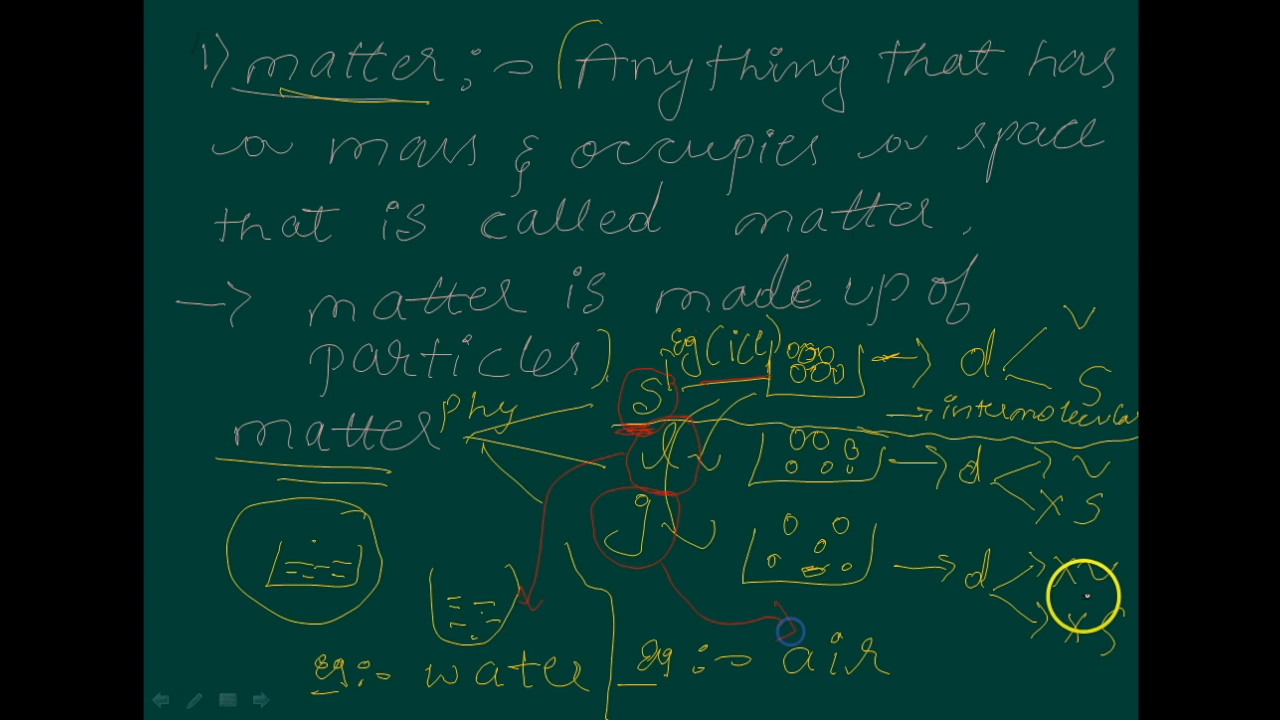 1) matter :- (Anything that has
a mass & occupies a space
that is called matter.
→ matter is made up of
particles)
Eg (ice) → d < V
S S
→ intermolecular
matter phy
l → d < V
X S
g → d < X V
X S
Eg :- water Eg :- air